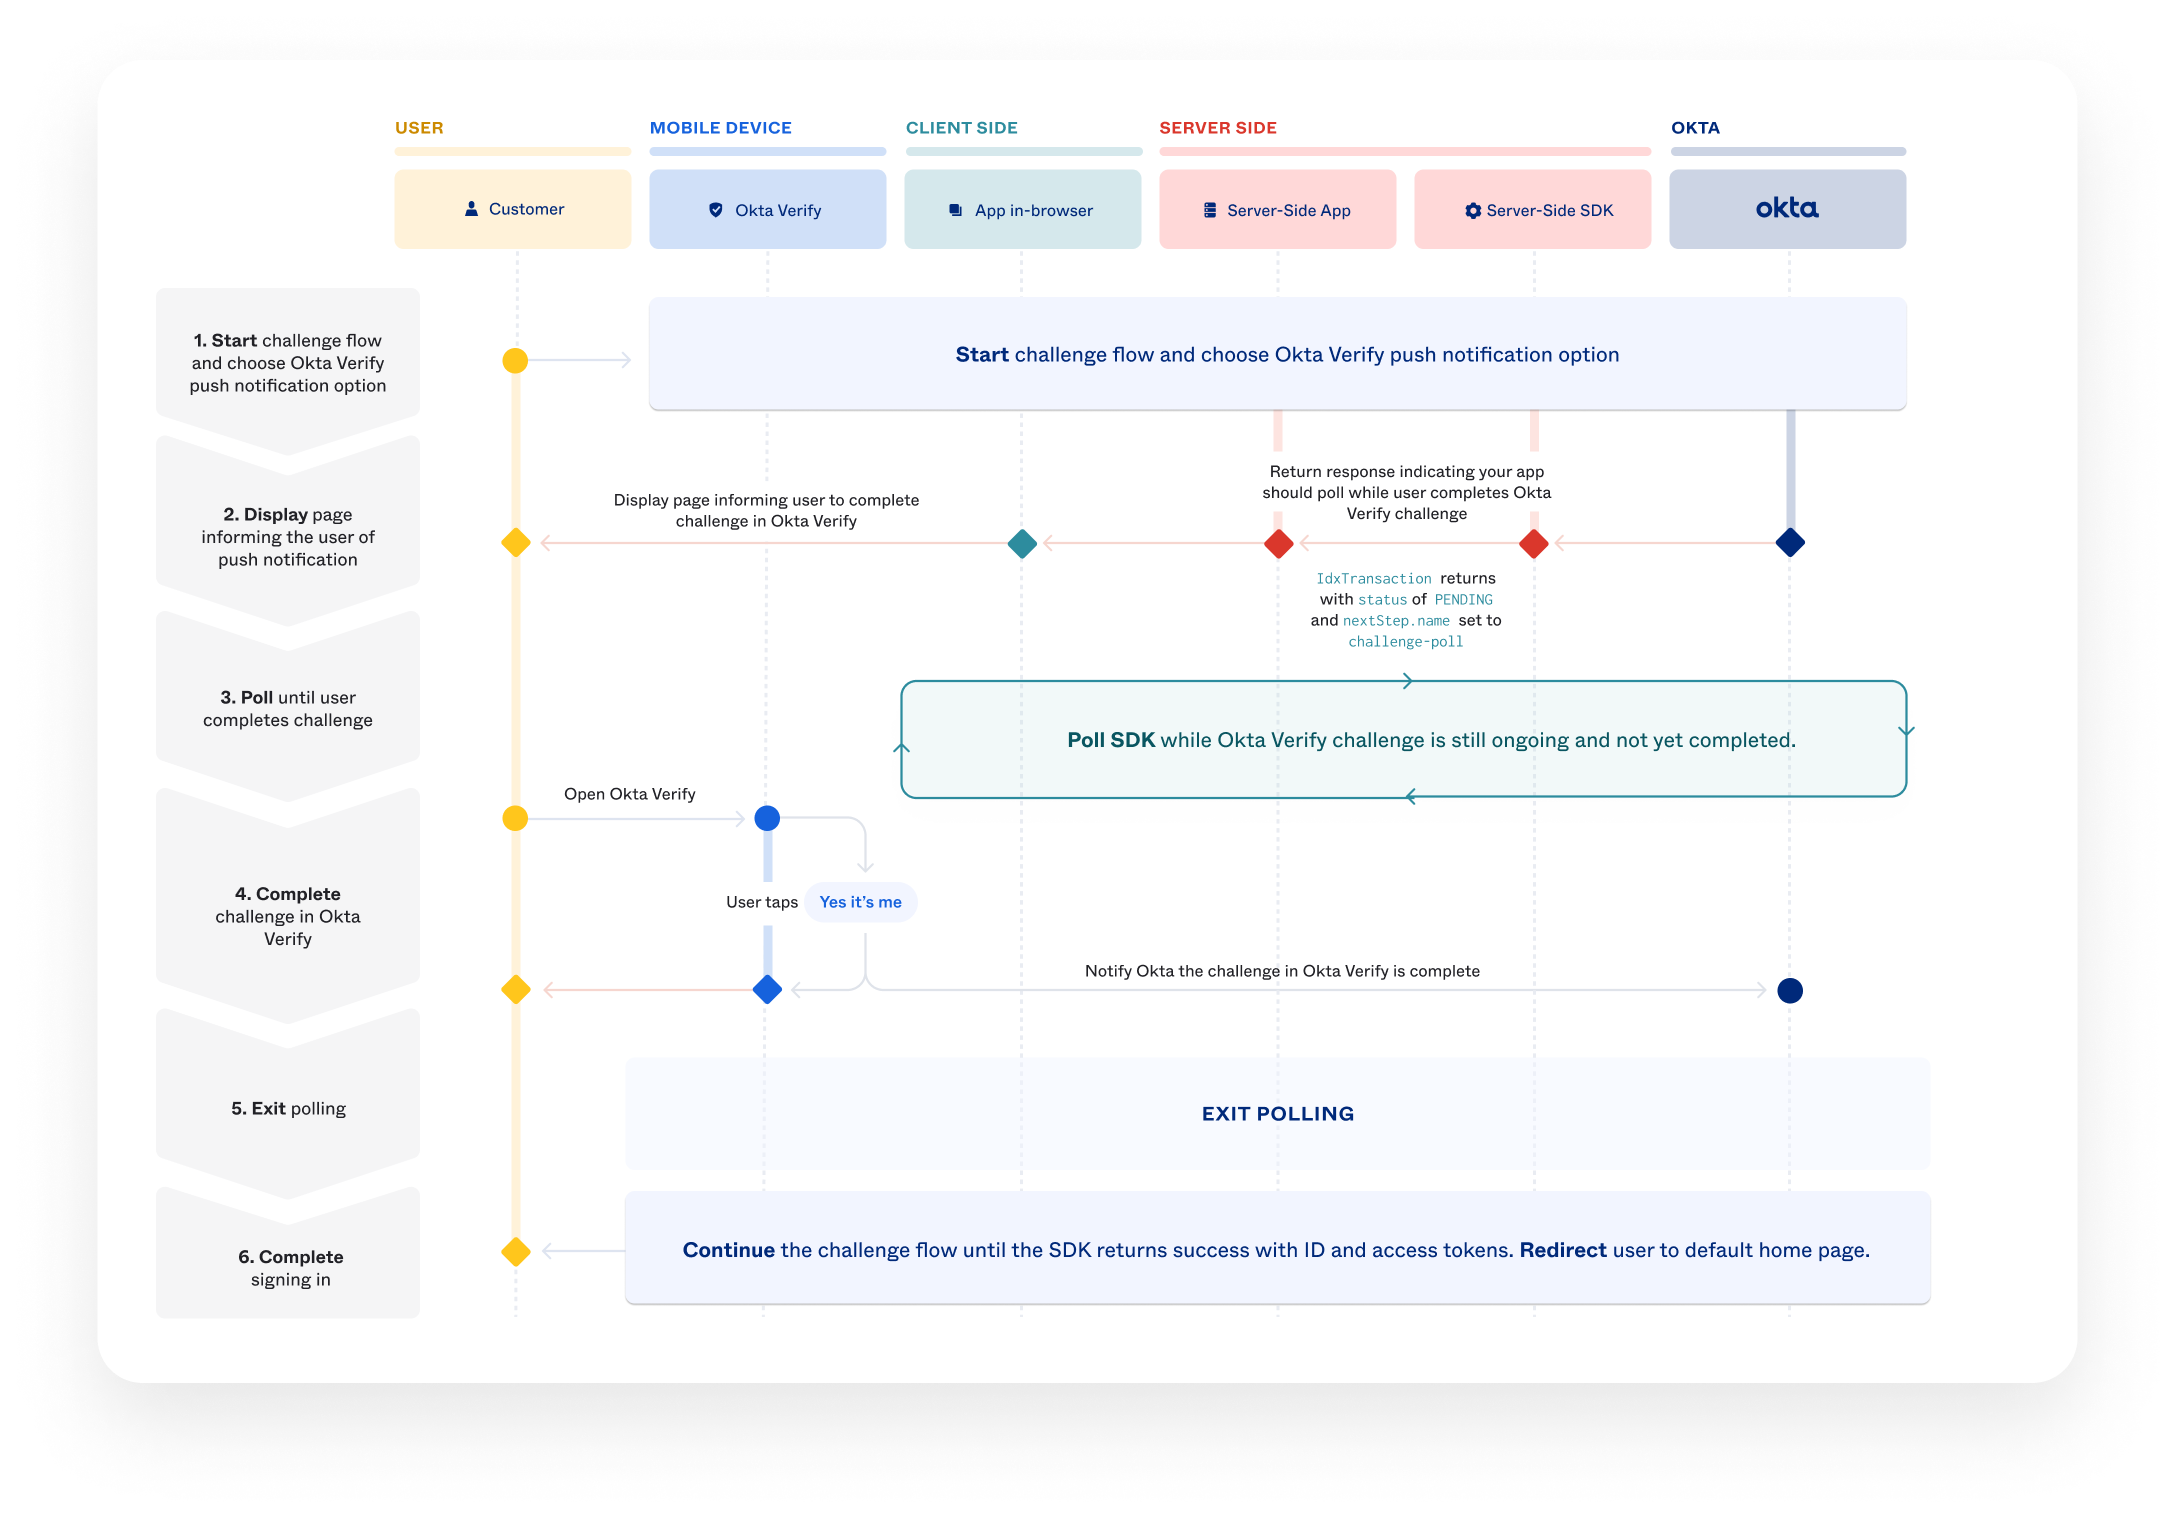 USER
MOBILE DEVICE
CLIENT SIDE
SERVER SIDE
OKTA
Customer
Okta Verify
App in-browser
Server-Side App
Server-Side SDK
okta
1. Start challenge flow
and choose Okta Verify
push notification option
Start challenge flow and choose Okta Verify push notification option
2. Display page
informing the user of
push notification
Display page informing user to complete
challenge in Okta Verify
Return response indicating your app
should poll while user completes Okta
Verify challenge
IdxTransaction returns
with status of PENDING
and nextStep.name set to
challenge-poll
3. Poll until user
completes challenge
Poll SDK while Okta Verify challenge is still ongoing and not yet completed.
4. Complete
challenge in Okta
Verify
Open Okta Verify
User taps
Yes it's me
Notify Okta the challenge in Okta Verify is complete
5. Exit polling
EXIT POLLING
6. Complete
signing in
Continue the challenge flow until the SDK returns success with ID and access tokens. Redirect user to default home page.